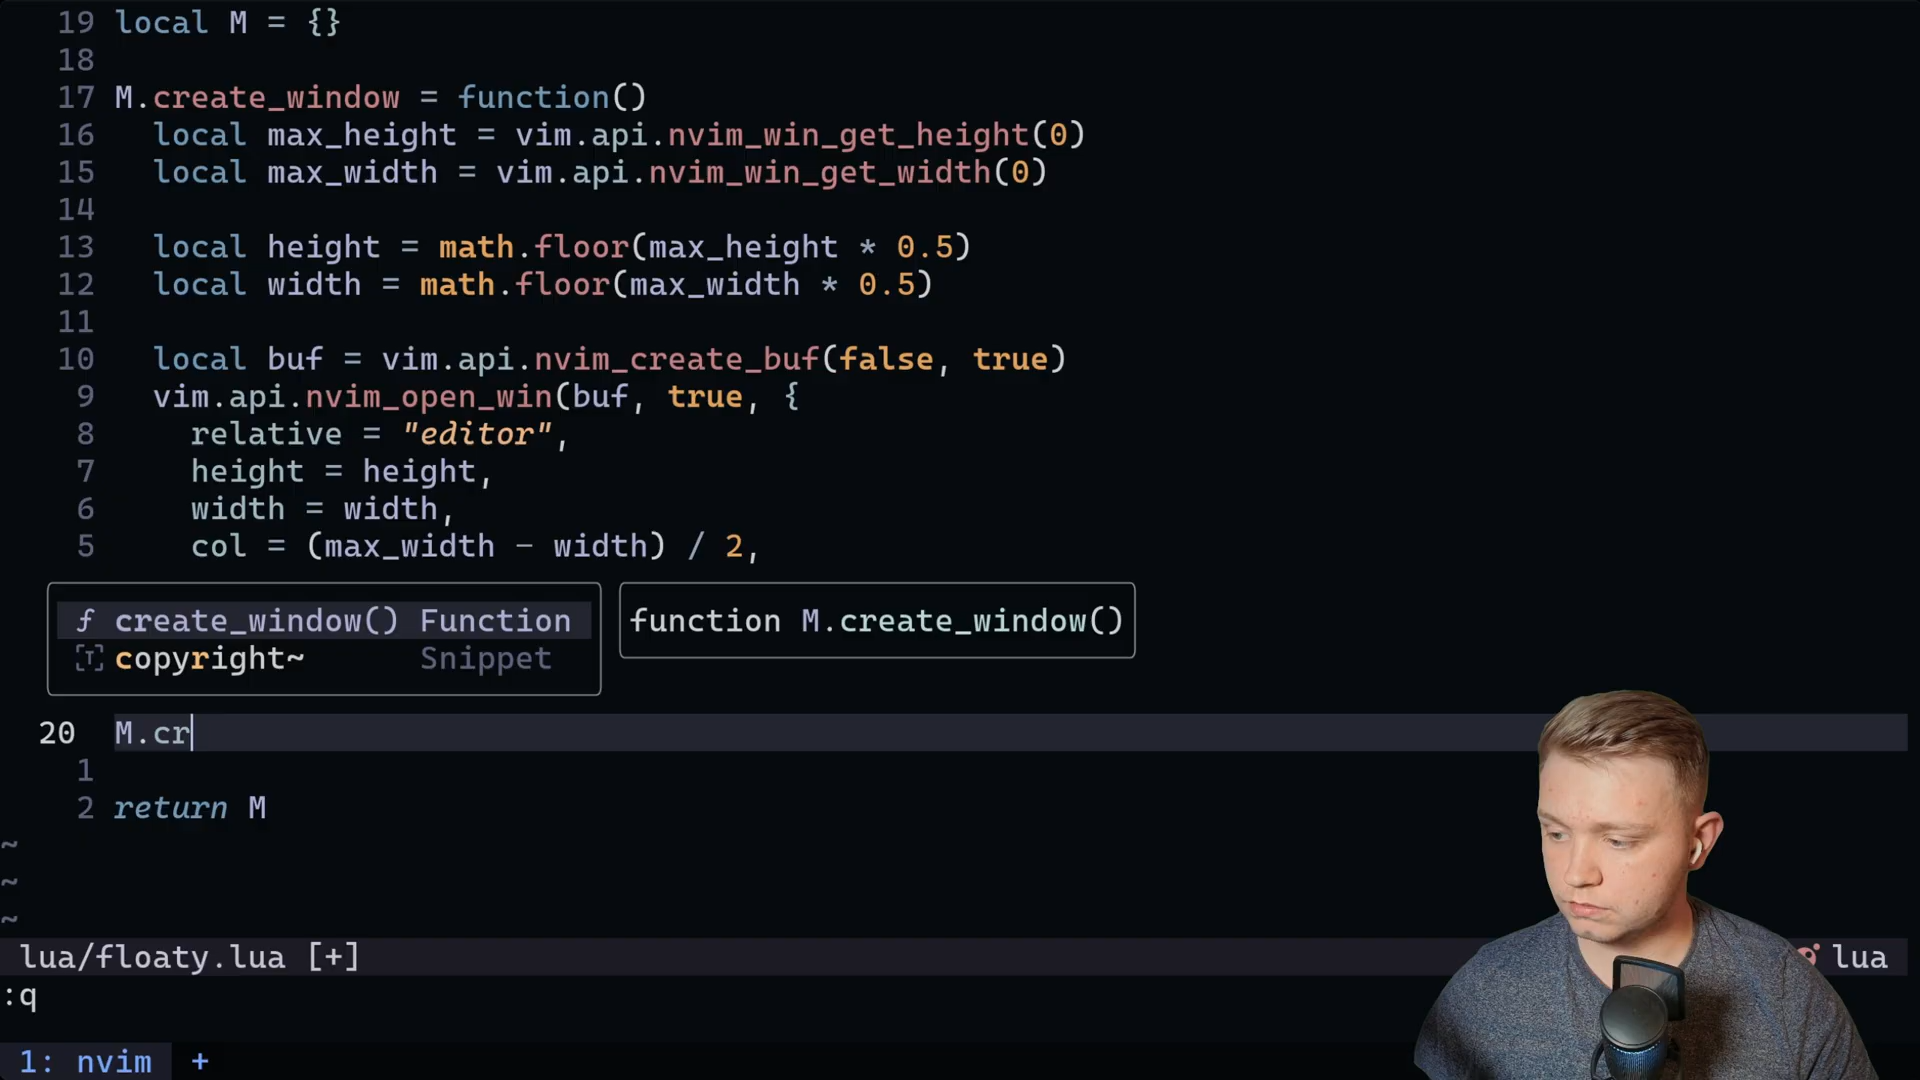 19 local M = {}
18
17 M.create_window = function()
16 local max_height = vim.api.nvim_win_get_height(0)
15 local max_width = vim.api.nvim_win_get_width(0)
14
13 local height = math.floor(max_height * 0.5)
12 local width = math.floor(max_width * 0.5)
11
10 local buf = vim.api.nvim_create_buf(false, true)
9 vim.api.nvim_open_win(buf, true, {
8 relative = "editor",
7 height = height,
6 width = width,
5 col = (max_width - width) / 2,
f create_window() Function function M.create_window()
[T] copyright~ Snippet
20 M.cr
1
2 return M
~
~
~
lua/floaty.lua [+] lua
:q
1: nvim +